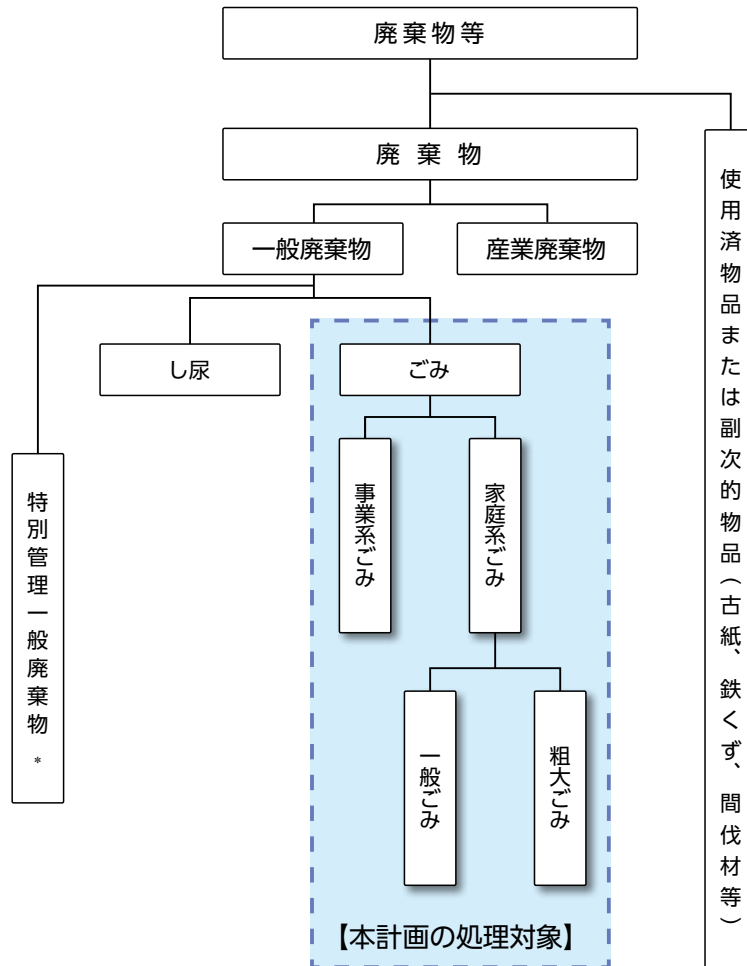 廃棄物等
廃棄物
一般廃棄物
産業廃棄物
し尿
ごみ
特別管理一般廃棄物*
事業系ごみ
家庭系ごみ
一般ごみ
粗大ごみ
【本計画の処理対象】
使用済物品または副次的物品（古紙、鉄くず、間伐材等）